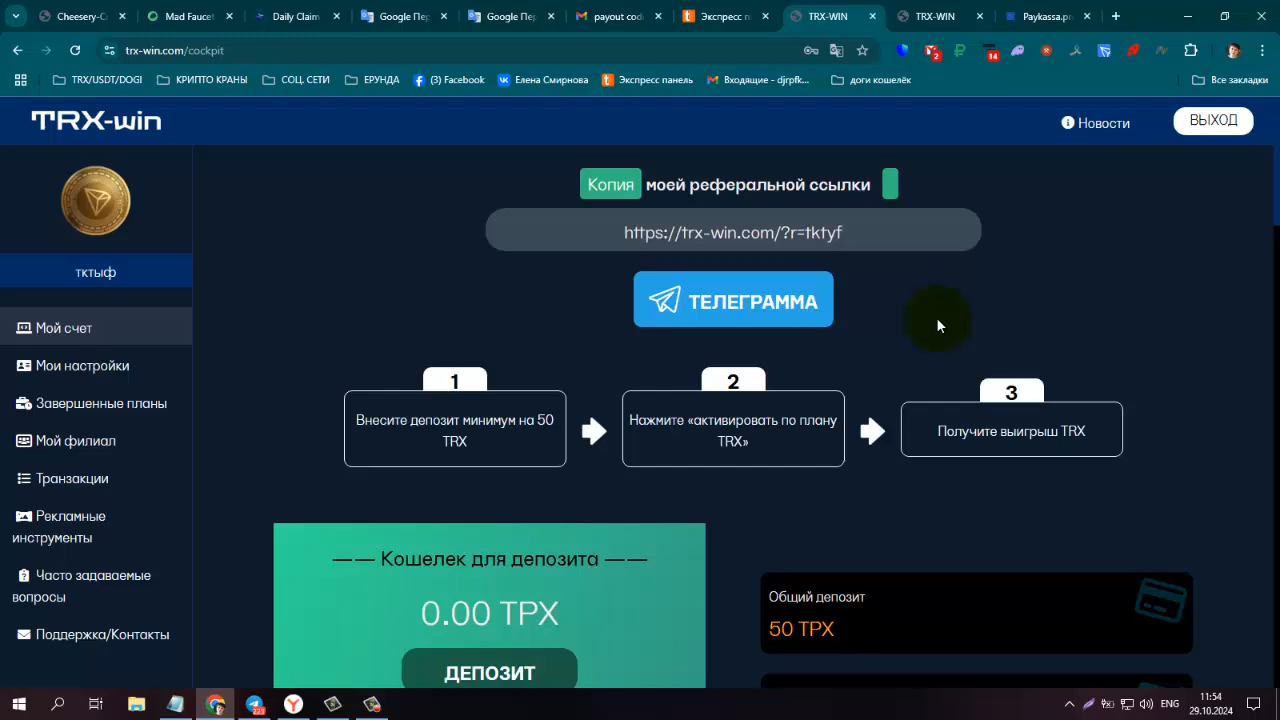 Cheesery-C
Mad Faucet
Daily Claim
Google Пер
Google Пер
payout cod
Экспресс п
TRX-WIN
TRX-WIN
Paykassa.pr
trx-win.com/cockpit
2
14
TRX/USDT/DOGI
КРИПТО КРАНЫ
СОЦ. СЕТИ
ЕРУНДА
(3) Facebook
Елена Смирнова
Экспресс панель
Входящие - djrpfk...
доги кошелёк
Все закладки
TRX-win
Новости
ВЫХОД
Копия моей реферальной ссылки
https://trx-win.com/?r=tktyf
тктыф
ТЕЛЕГРАММА
Мой счет
Мои настройки
Завершенные планы
Мой филиал
Транзакции
Рекламные
инструменты
Часто задаваемые
вопросы
Поддержка/Контакты
1
Внесите депозит минимум на 50
TRX
2
Нажмите «активировать по плану
TRX»
3
Получите выигрыш TRX
—— Кошелек для депозита ——
0.00 ТРХ
ДЕПОЗИТ
Общий депозит
50 ТРХ
223
ENG
11:54
29.10.2024